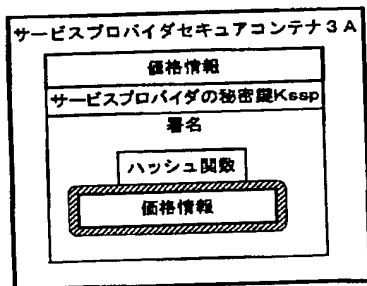 サービスプロバイダセキュアコンテナ３Ａ
価格情報
サービスプロバイダの秘密鍵Kssp
署名
ハッシュ関数
価格情報